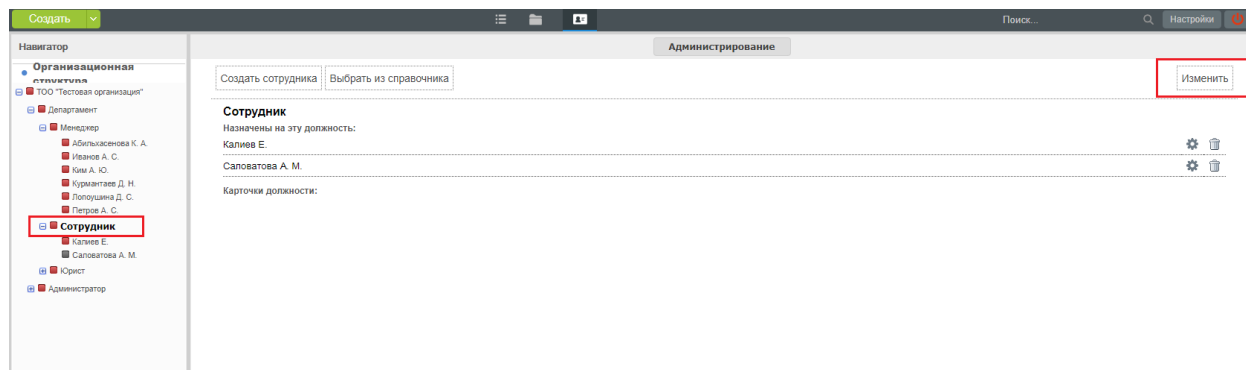 Создать
Поиск...
Настройки
Навигатор
Администрирование
Организационная
структура
ТОО "Тестовая организация"
Департамент
Менеджер
Абильхасенова К. А.
Иванов А. С.
Ким А. Ю.
Курмантаев Д. Н.
Лопоушина Д. С.
Петров А. С.
Сотрудник
Калиев Е.
Саповатова А. М.
Юрист
Администратор
Создать сотрудника Выбрать из справочника Изменить
Сотрудник
Назначены на эту должность:
Калиев Е.
Саповатова А. М.
Карточки должности: